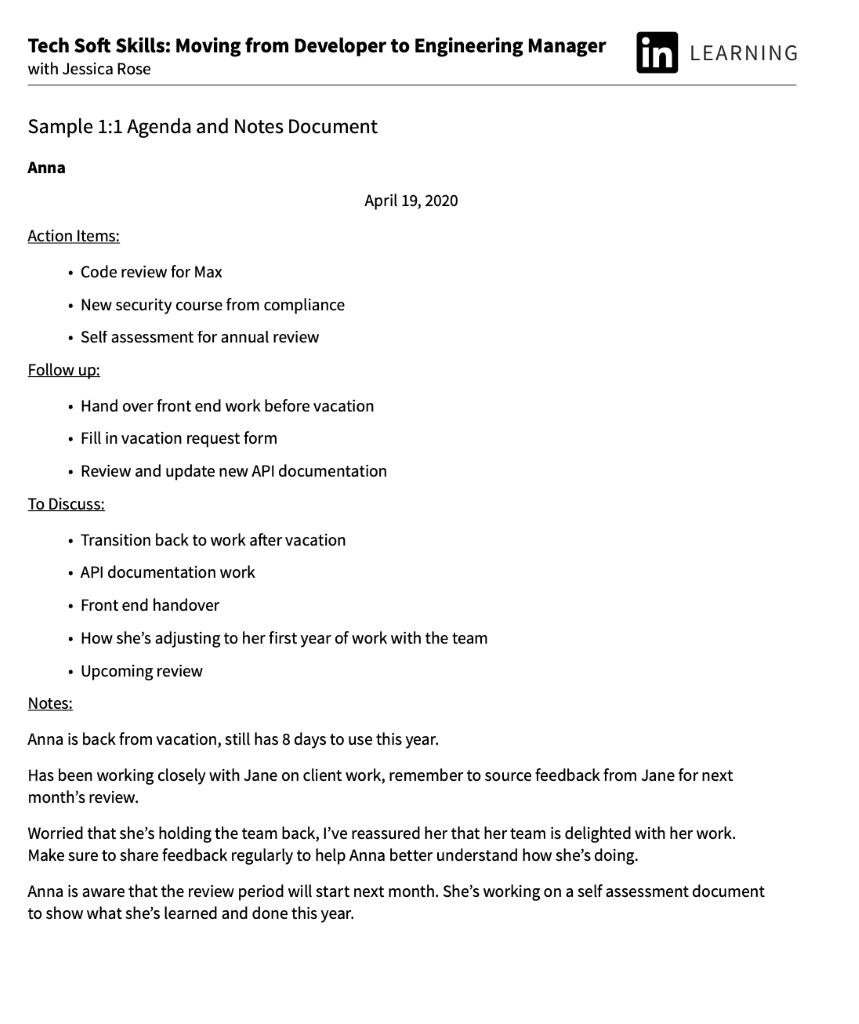 Tech Soft Skills: Moving from Developer to Engineering Manager
with Jessica Rose
in LEARNING
Sample 1:1 Agenda and Notes Document
Anna
April 19, 2020
Action Items:
• Code review for Max
• New security course from compliance
• Self assessment for annual review
Follow up:
• Hand over front end work before vacation
• Fill in vacation request form
• Review and update new API documentation
To Discuss:
• Transition back to work after vacation
• API documentation work
• Front end handover
• How she’s adjusting to her first year of work with the team
• Upcoming review
Notes:
Anna is back from vacation, still has 8 days to use this year.
Has been working closely with Jane on client work, remember to source feedback from Jane for next
month’s review.
Worried that she’s holding the team back, I’ve reassured her that her team is delighted with her work.
Make sure to share feedback regularly to help Anna better understand how she’s doing.
Anna is aware that the review period will start next month. She’s working on a self assessment document
to show what she’s learned and done this year.